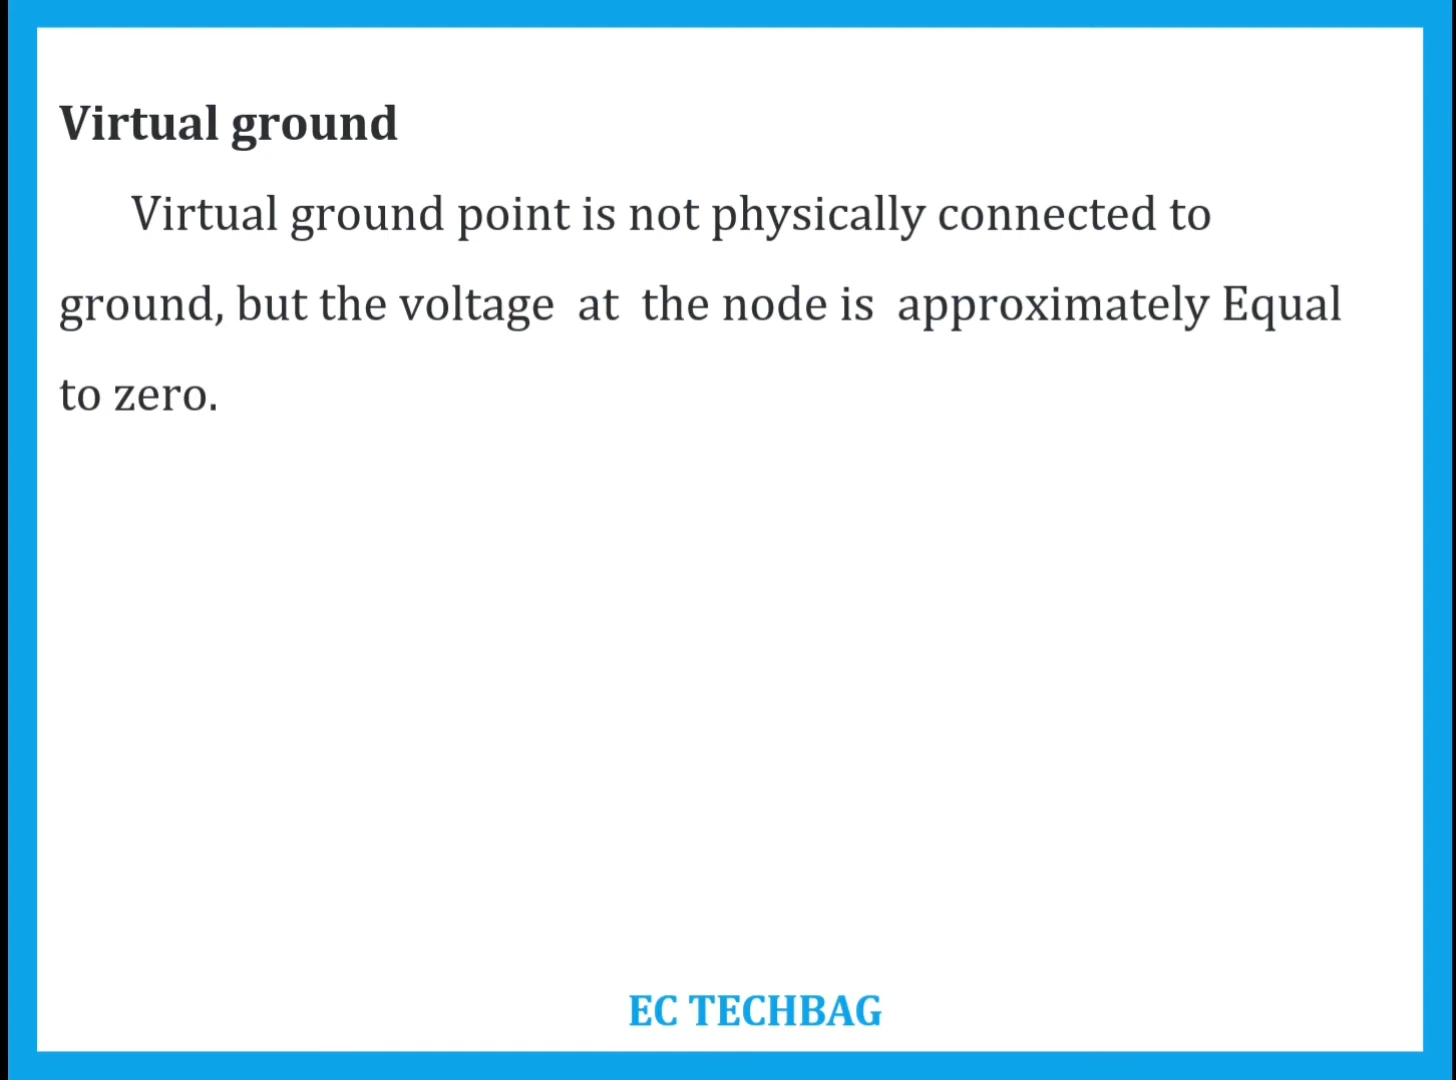 Virtual ground
Virtual ground point is not physically connected to
ground, but the voltage at the node is approximately Equal
to zero.
EC TECHBAG